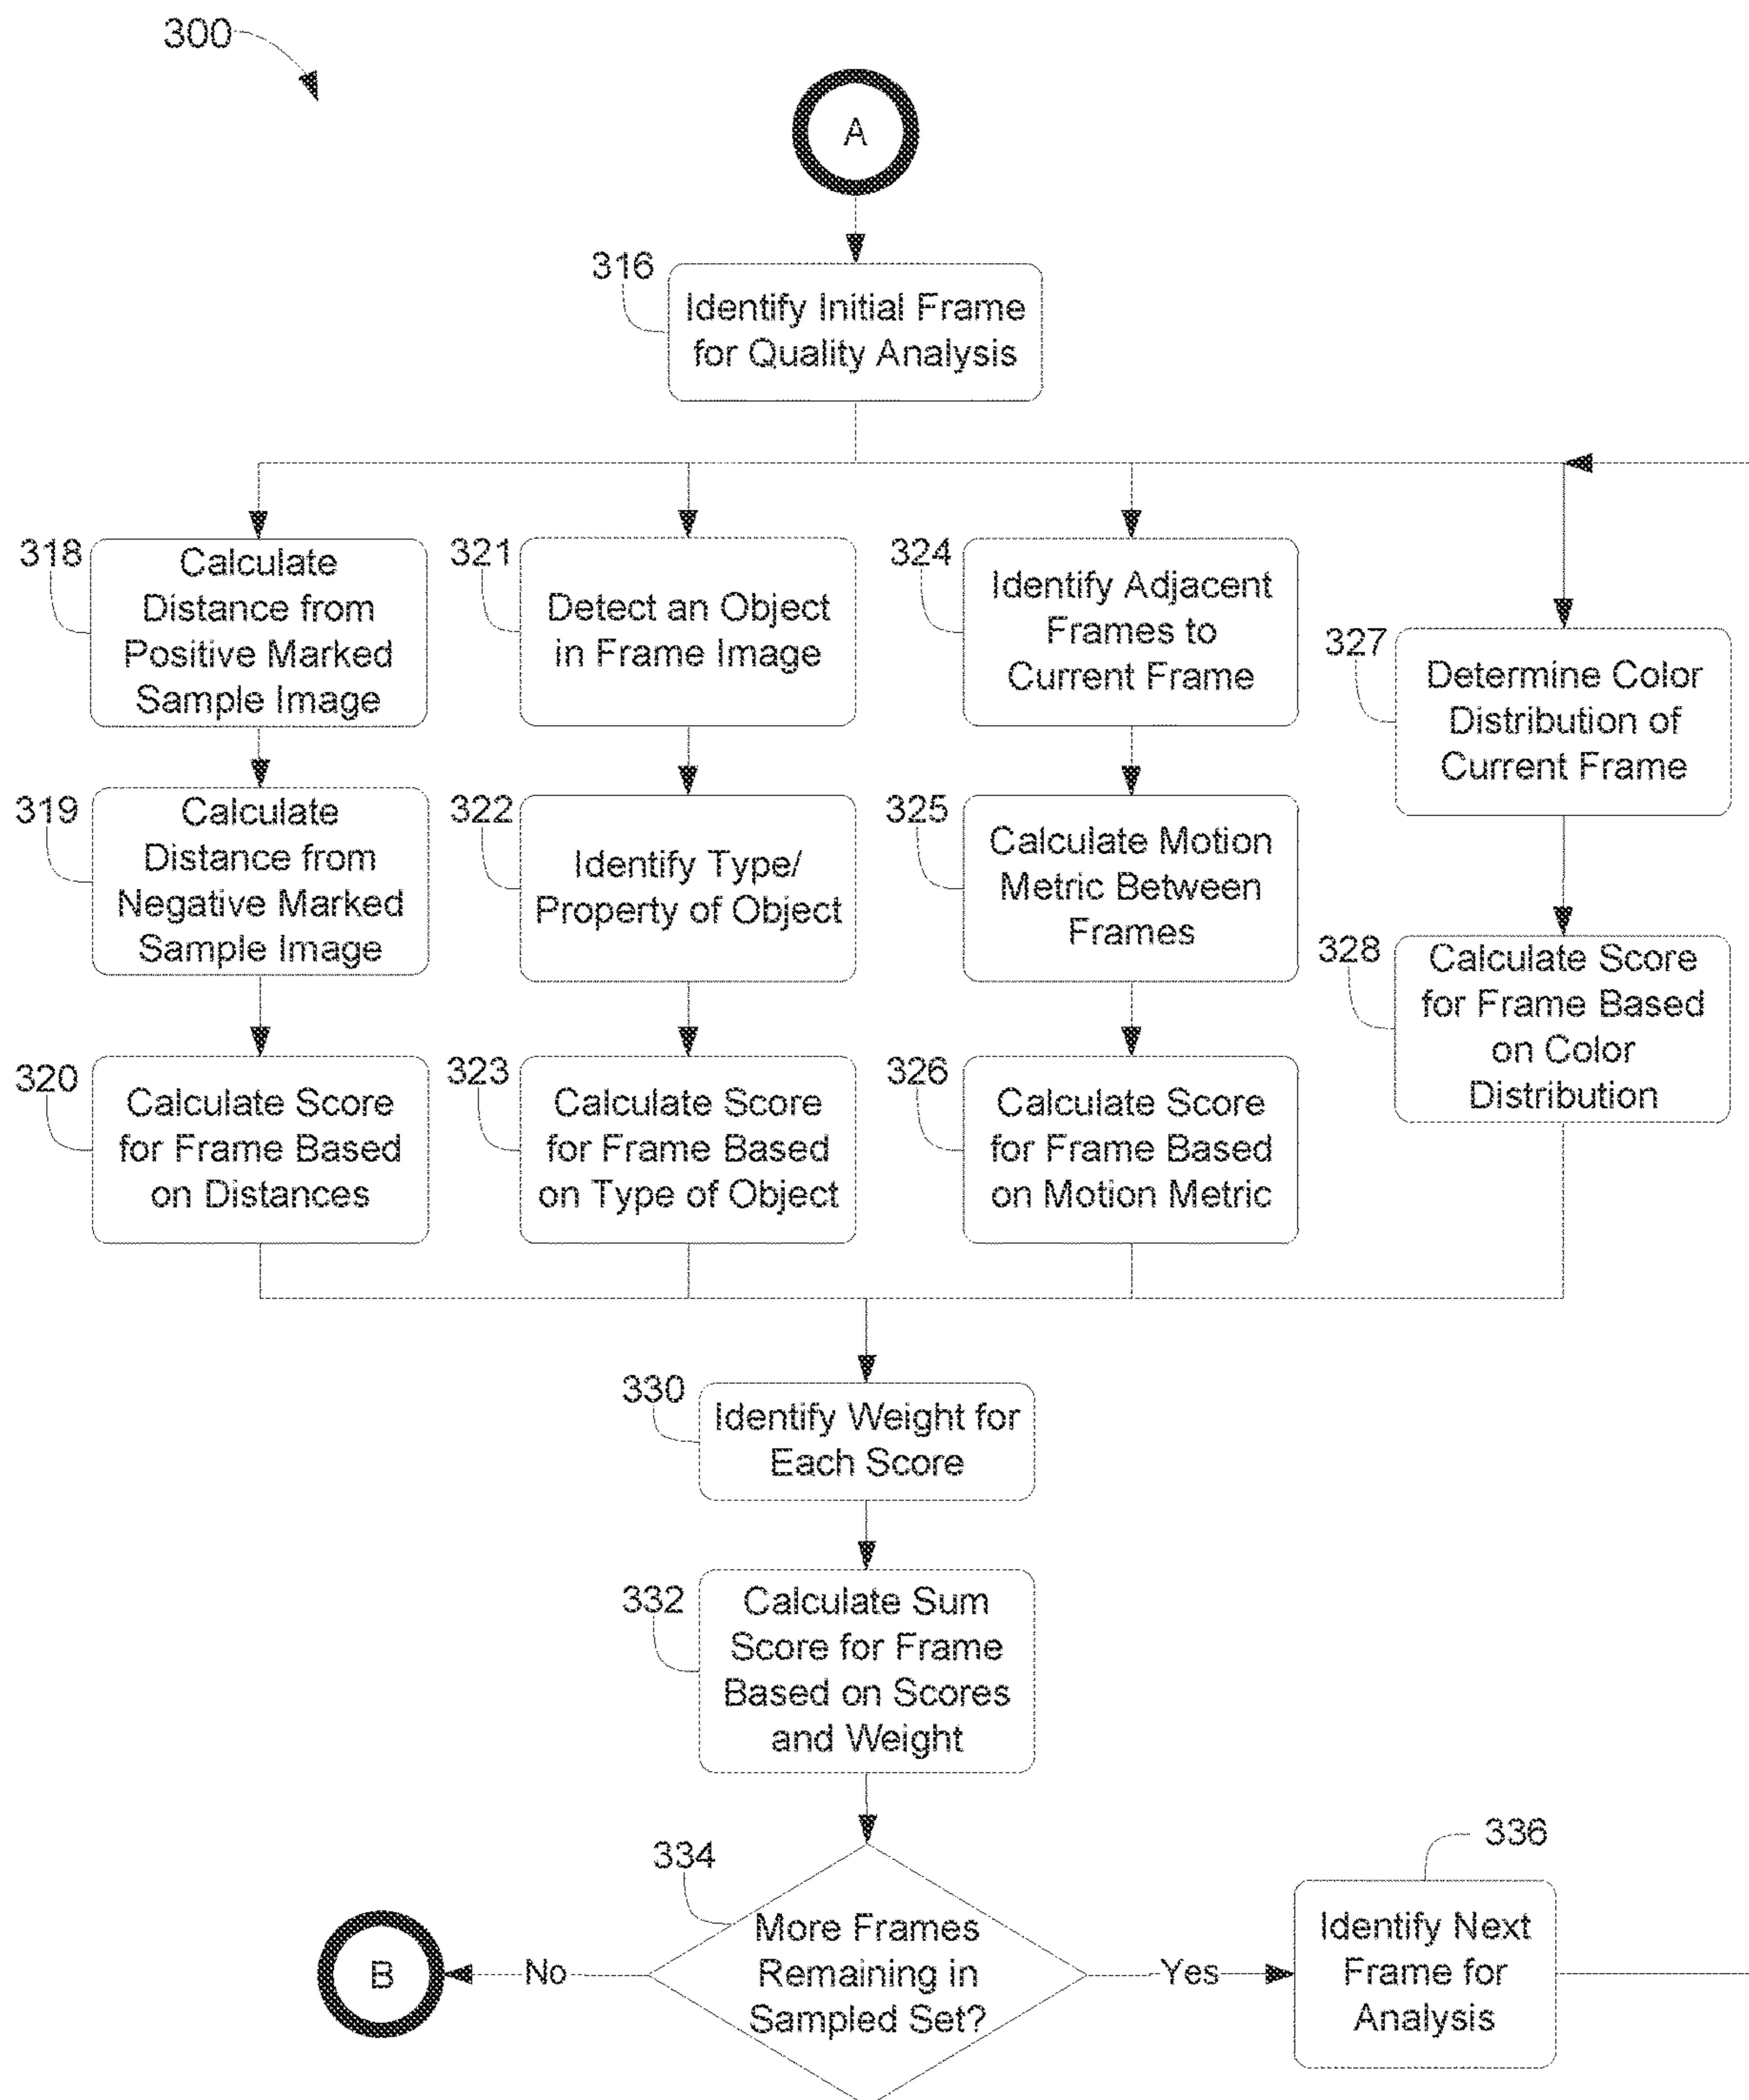 300
A
316
Identify Initial Frame
for Quality Analysis
318
Calculate
Distance from
Positive Marked
Sample Image
321
Detect an Object
in Frame Image
324
Identify Adjacent
Frames to
Current Frame
327
Determine Color
Distribution of
Current Frame
319
Calculate
Distance from
Negative Marked
Sample Image
322
Identify Type/
Property of Object
325
Calculate Motion
Metric Between
Frames
328
Calculate Score
for Frame Based
on Color
Distribution
320
Calculate Score
for Frame Based
on Distances
323
Calculate Score
for Frame Based
on Type of Object
326
Calculate Score
for Frame Based
on Motion Metric
330
Identify Weight for
Each Score
332
Calculate Sum
Score for Frame
Based on Scores
and Weight
334
More Frames
Remaining in
Sampled Set?
No
B
Yes
336
Identify Next
Frame for
Analysis